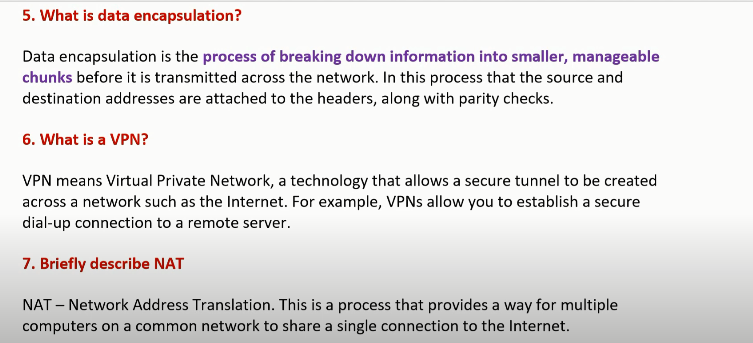 5. What is data encapsulation?
Data encapsulation is the process of breaking down information into smaller, manageable
chunks before it is transmitted across the network. In this process that the source and
destination addresses are attached to the headers, along with parity checks.
6. What is a VPN?
VPN means Virtual Private Network, a technology that allows a secure tunnel to be created
across a network such as the Internet. For example, VPNs allow you to establish a secure
dial-up connection to a remote server.
7. Briefly describe NAT
NAT – Network Address Translation. This is a process that provides a way for multiple
computers on a common network to share a single connection to the Internet.